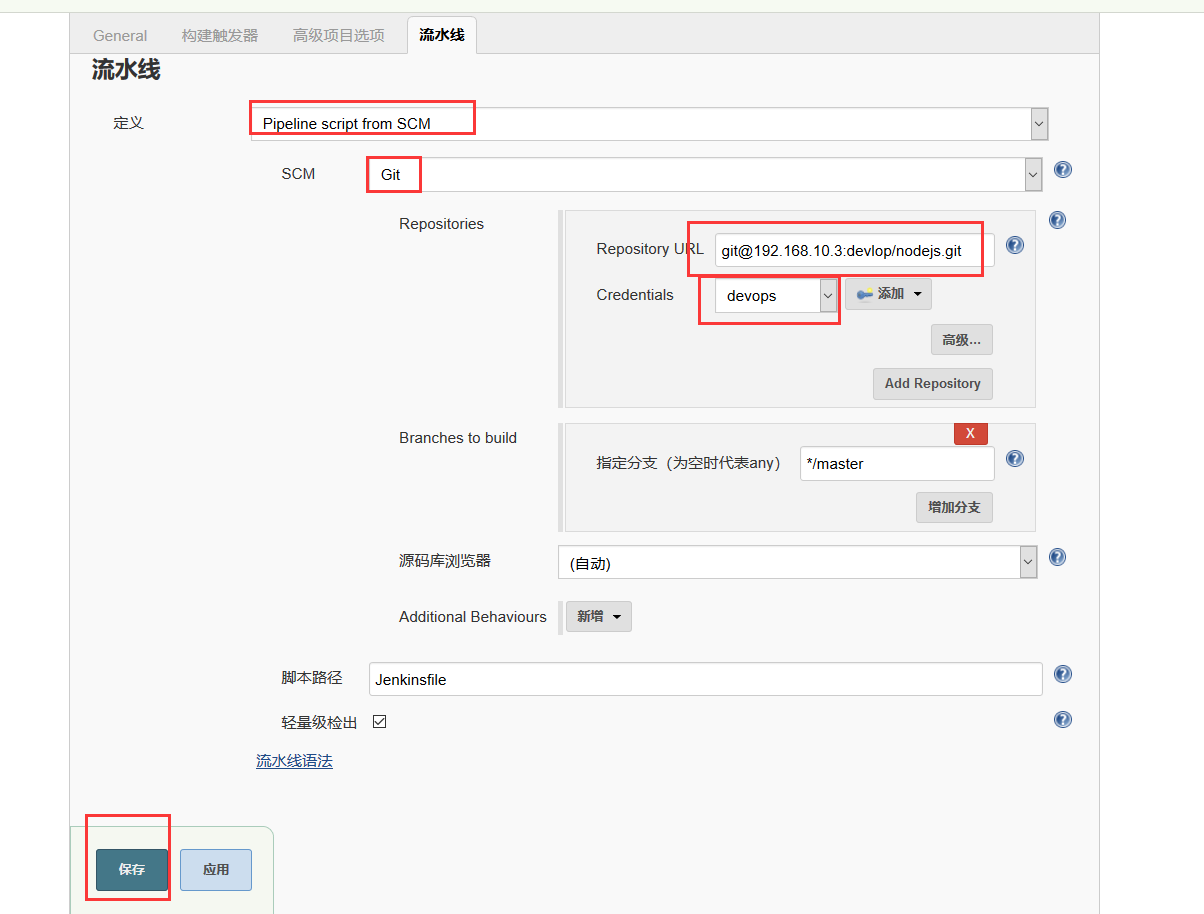 General 构建触发器 高级项目选项 流水线
流水线
定义 Pipeline script from SCM
SCM Git
Repositories
Repository URL git@192.168.10.3:devlop/nodejs.git
Credentials devops 添加
高级...
Add Repository
Branches to build
X
指定分支（为空时代表any） */master
增加分支
源码库浏览器 (自动)
Additional Behaviours 新增
脚本路径 Jenkinsfile
轻量级检出
流水线语法
保存 应用